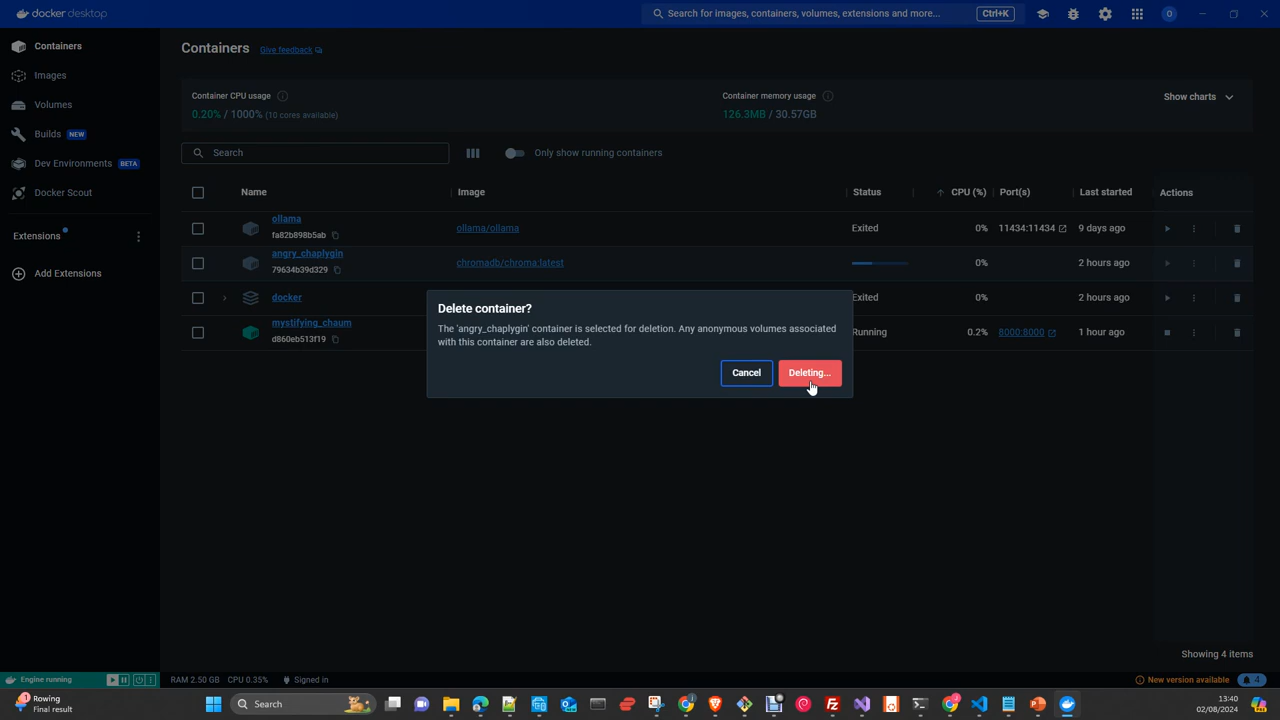 docker desktop
Search for images, containers, volumes, extensions and more... Ctrl+K
O
Containers
Images
Volumes
Builds NEW
Dev Environments BETA
Docker Scout
Extensions
Add Extensions
Containers Give feedback
Container CPU usage
0.20% / 1000% (10 cores available)
Container memory usage
126.3MB / 30.57GB
Show charts
Search
Only show running containers
Name Image Status CPU (%) Port(s) Last started Actions
ollama
fa82b898b5ab
ollama/ollama Exited 0% 11434:11434 9 days ago
angry_chaplygin
79634b39d329
chromadb/chroma:latest 0% 2 hours ago
docker Exited 0% 2 hours ago
mystifying_chaum
d860eb513f19
Running 0.2% 8000:8000 1 hour ago
Delete container?
The 'angry_chaplygin' container is selected for deletion. Any anonymous volumes associated
with this container are also deleted.
Cancel Deleting...
Showing 4 items
Engine running
RAM 2.50 GB CPU 0.35% Signed in
New version available 4
1
Rowing
Final result
Search
13:40
02/08/2024